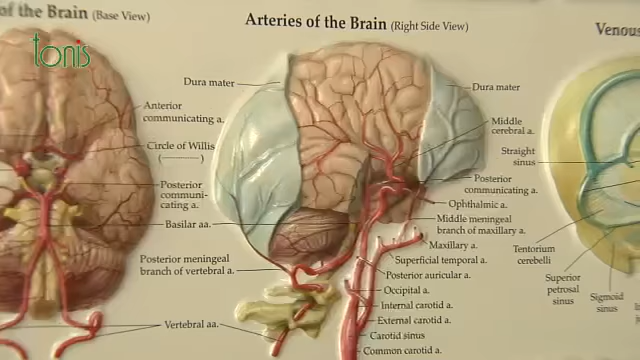 of the Brain (Base View)
tonis
Arteries of the Brain (Right Side View)
Venous
Dura mater
Anterior
communicating a.
Circle of Willis
(———)
Posterior
communi-
cating a.
Basilar aa.
Posterior meningeal
branch of vertebral a.
Vertebral aa.
Dura mater
Middle
cerebral a.
Posterior
communicating a.
Ophthalmic a.
Middle meningeal
branch of maxillary a.
Maxillary a.
Superficial temporal a.
Posterior auricular a.
Occipital a.
Internal carotid a.
External carotid a.
Carotid sinus
Common carotid a.
Straight
sinus
Tentorium
cerebelli
Superior
petrosal
sinus
Sigmoid
sinus